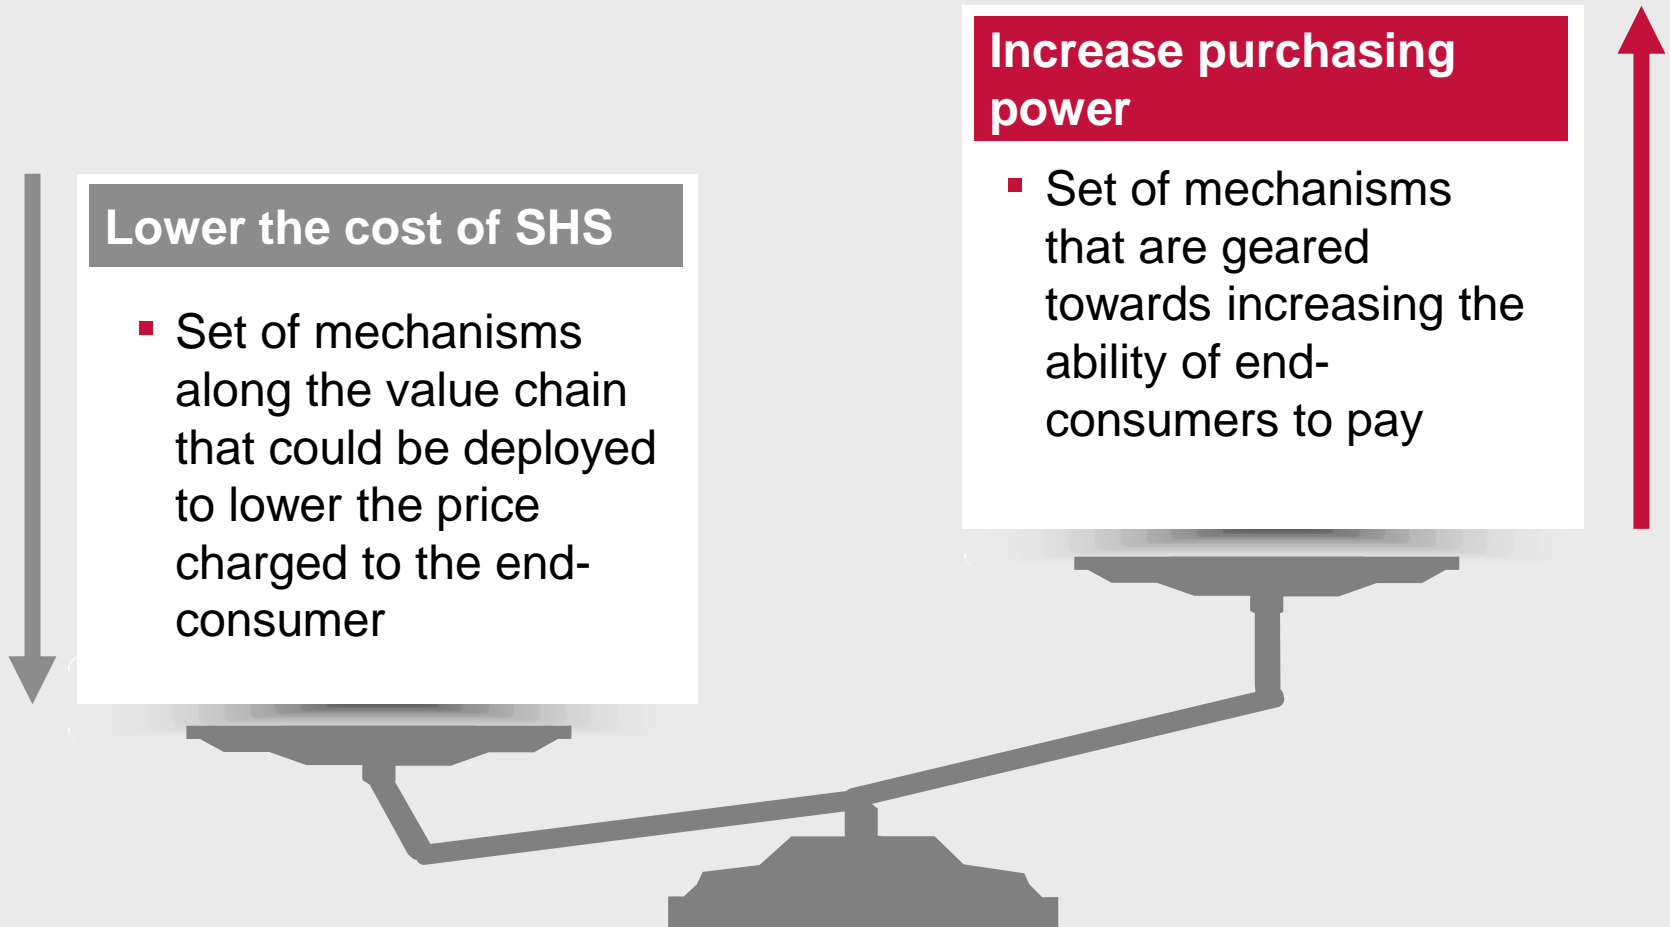 Lower the cost of SHS
▪ Set of mechanisms
along the value chain
that could be deployed
to lower the price
charged to the end-
consumer
Increase purchasing
power
▪ Set of mechanisms
that are geared
towards increasing the
ability of end-
consumers to pay